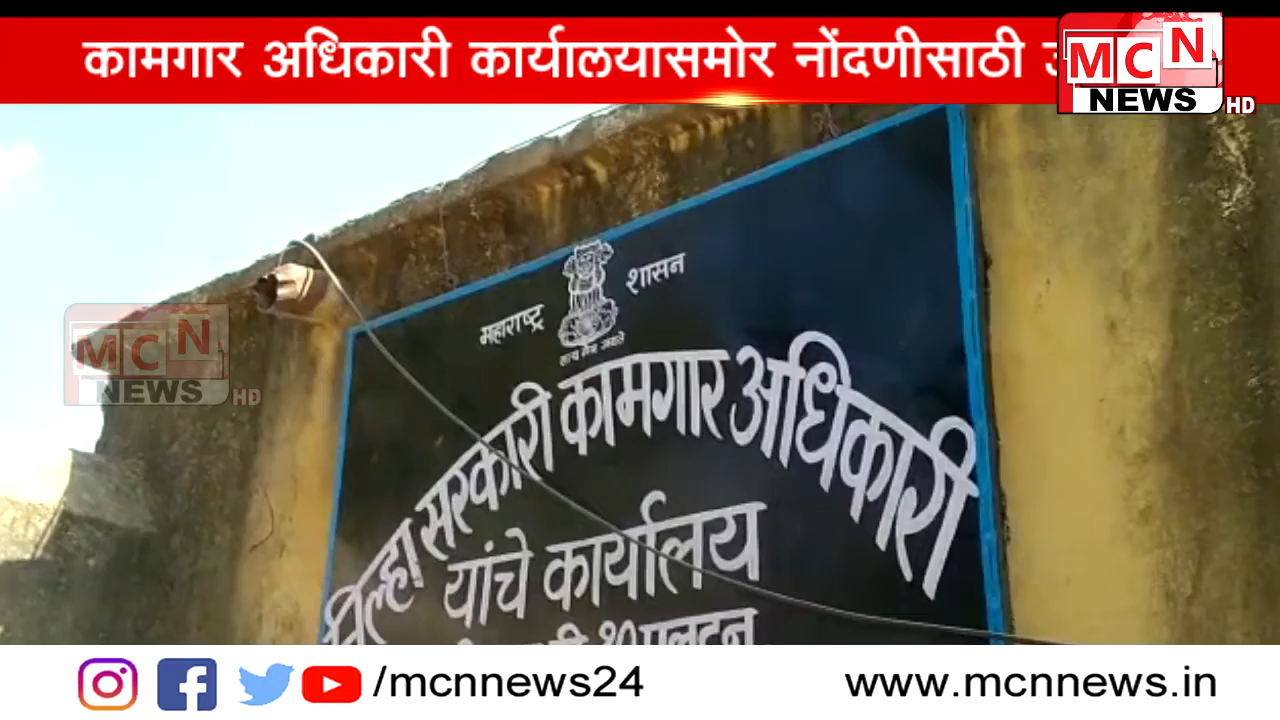 कामगार अधिकारी कार्यालयासमोर नोंदणीसाठी
MCN
NEWS HD
महाराष्ट्र शासन
सत्य मेव जयते
MCN
NEWS HD
जिल्हा सरकारी कामगार अधिकारी
यांचे कार्यालय
/mcnnews24
www.mcnnews.in